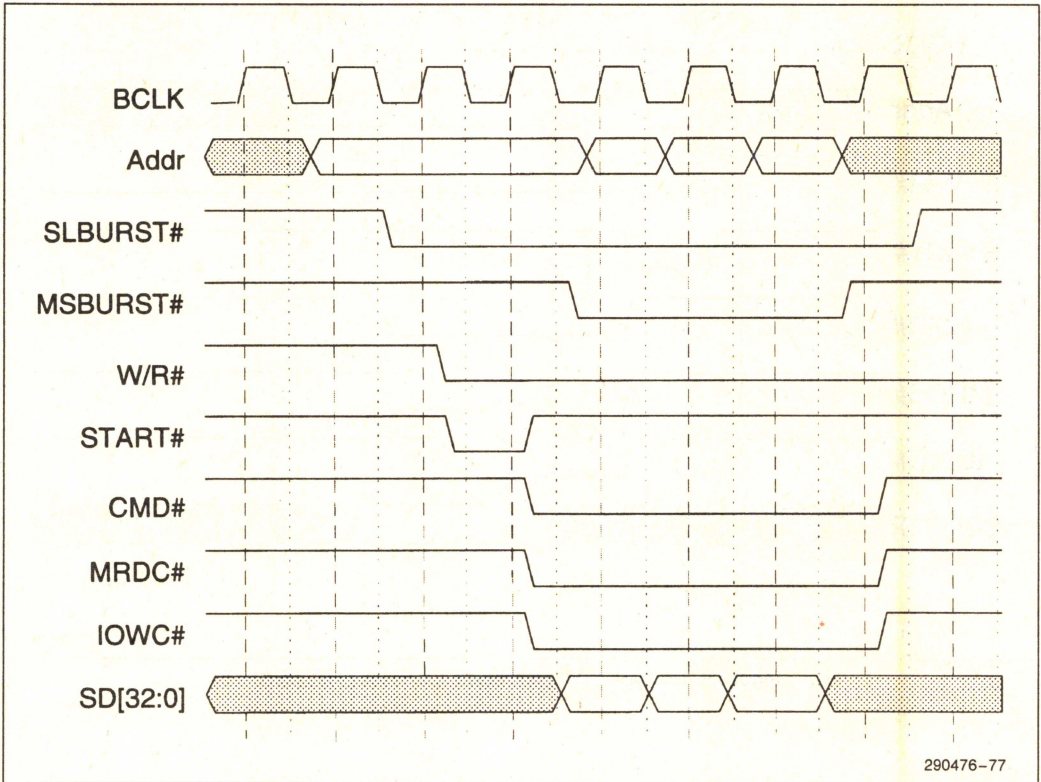 BCLK
Addr
SLBURST#
MSBURST#
W/R#
START#
CMD#
MRDC#
IOWC#
SD[32:0]
290476-77